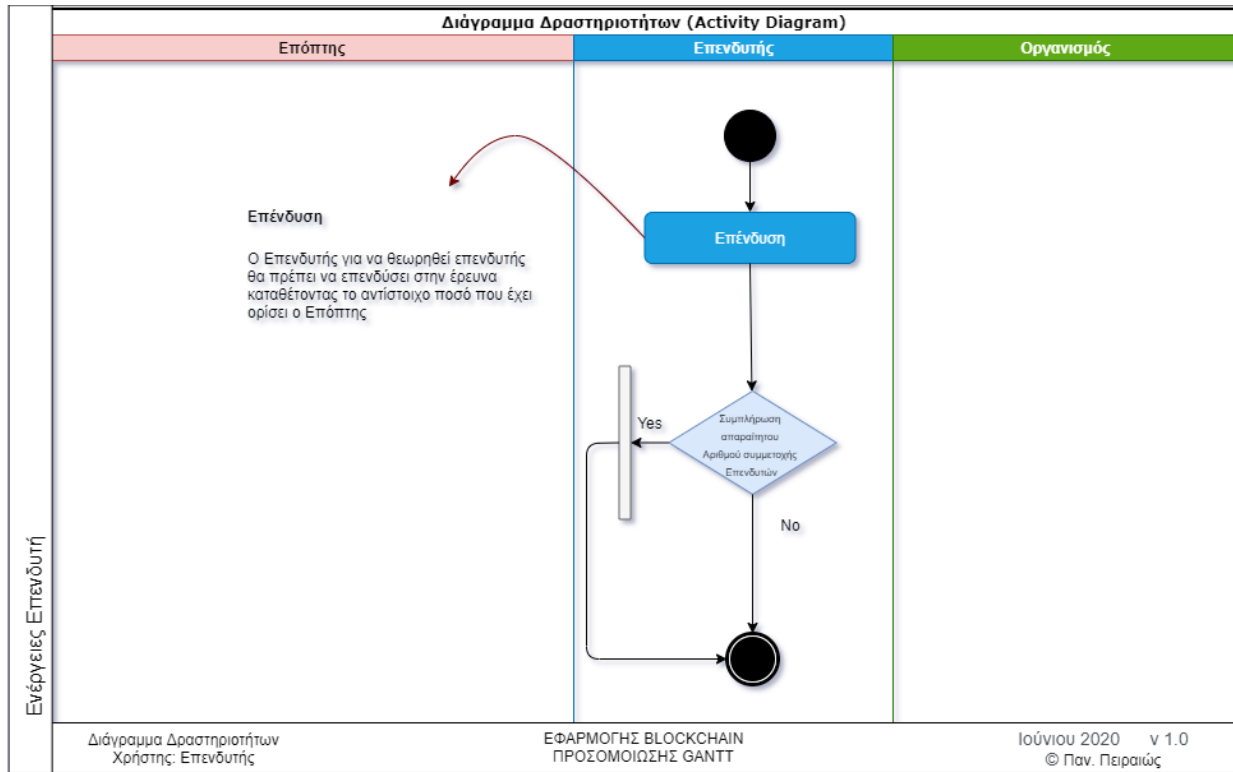 Διάγραμμα Δραστηριοτήτων (Activity Diagram)
Επόπτης
Επενδυτής
Οργανισμός
Επένδυση
Επένδυση
Ο Επενδυτής για να θεωρηθεί επενδυτής
θα πρέπει να επενδύσει στην έρευνα
καταθέτοντας το αντίστοιχο ποσό που έχει
ορίσει ο Επόπτης
Συμπλήρωση
απαραίτητου
Αριθμού συμμετοχής
Επενδυτών
Yes
No
Ενέργειες Επενδυτή
Διάγραμμα Δραστηριοτήτων
Χρήστης: Επενδυτής
ΕΦΑΡΜΟΓΗΣ BLOCKCHAIN
ΠΡΟΣΟΜΟΙΩΣΗΣ GANTT
Ιούνιου 2020 v 1.0
© Παν. Πειραιώς